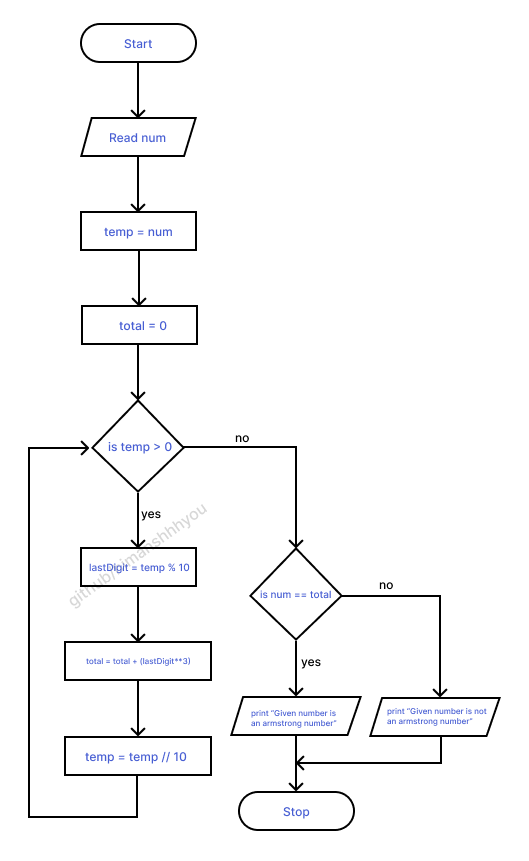 Start
Read num
temp = num
total = 0
is temp > 0
no
yes
lastDigit = temp % 10
total = total + (lastDigit**3)
temp = temp // 10
is num == total
no
yes
print “Given number is
an armstrong number”
print “Given number is not
an armstrong number”
Stop